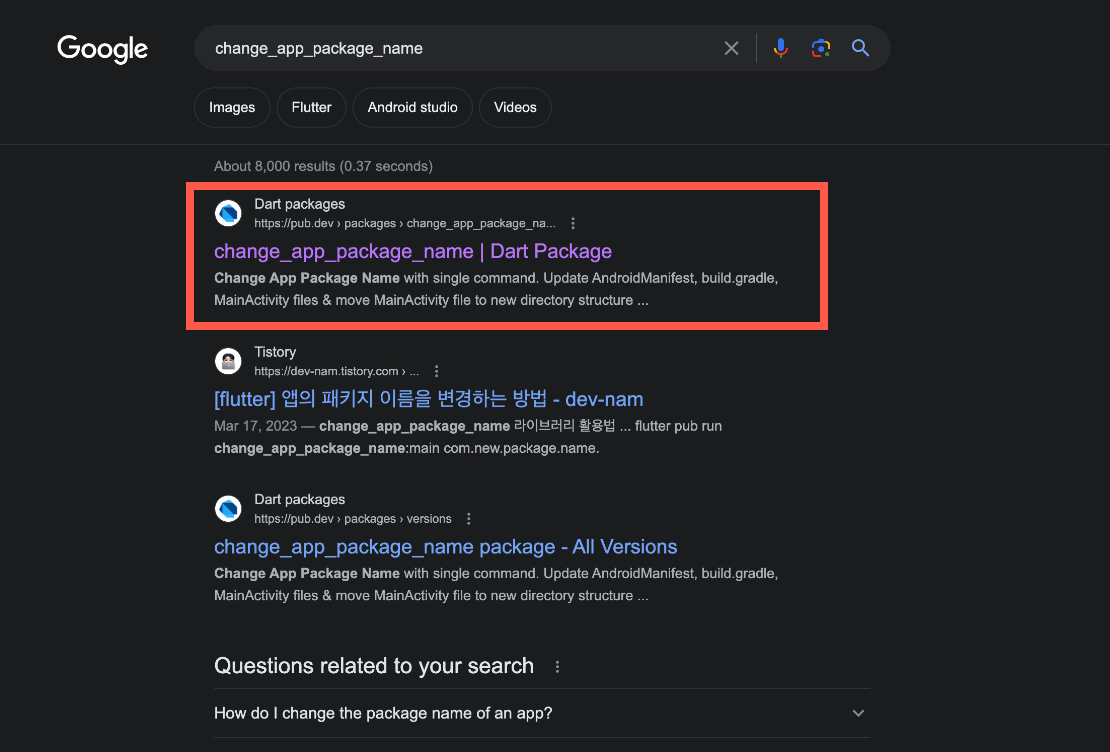 Google
change_app_package_name
Images
Flutter
Android studio
Videos
About 8,000 results (0.37 seconds)
Dart packages
https://pub.dev › packages › change_app_package_na...
change_app_package_name | Dart Package
Change App Package Name with single command. Update AndroidManifest, build.gradle,
MainActivity files & move MainActivity file to new directory structure ...
Tistory
https://dev-nam.tistory.com › ...
[flutter] 앱의 패키지 이름을 변경하는 방법 - dev-nam
Mar 17, 2023 — change_app_package_name 라이브러리 활용법 ... flutter pub run
change_app_package_name:main com.new.package.name.
Dart packages
https://pub.dev › packages › versions
change_app_package_name package - All Versions
Change App Package Name with single command. Update AndroidManifest, build.gradle,
MainActivity files & move MainActivity file to new directory structure ...
Questions related to your search
How do I change the package name of an app?